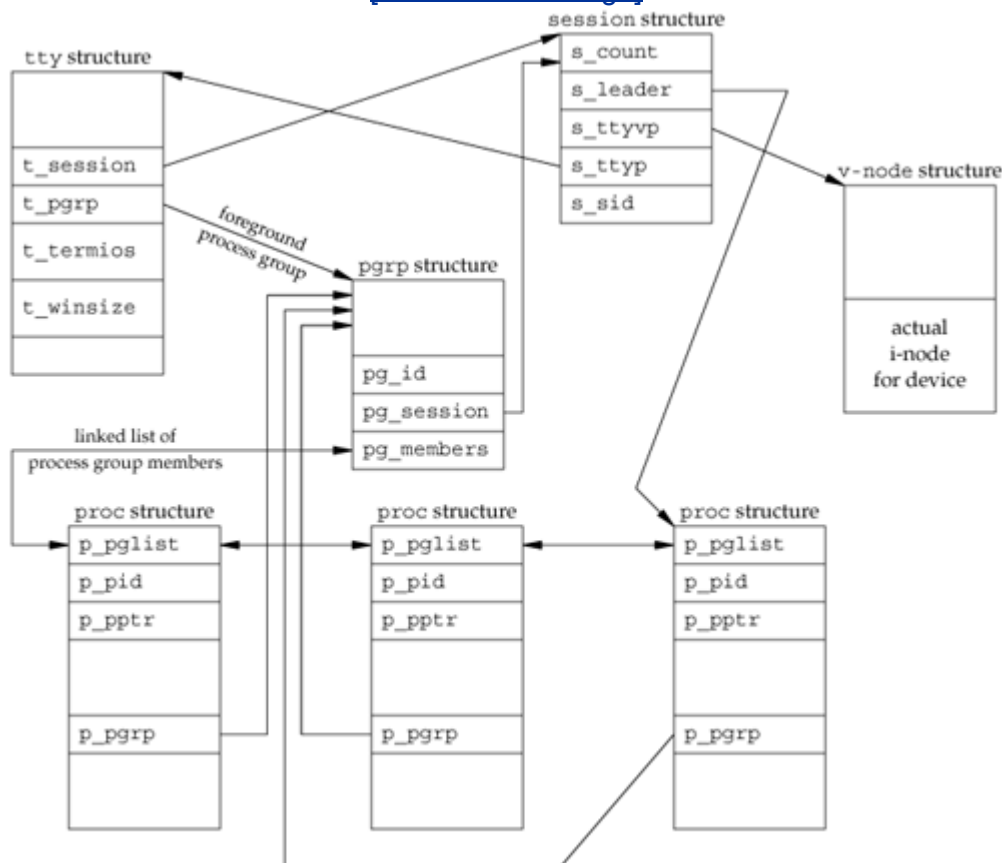 session structure
tty structure
s_count
s_leader
s_ttyvp
s_ttyp
s_sid
t_session
t_pgrp
t_termios
t_winsize
v-node structure
actual
i-node
for device
foreground
process group
pgrp structure
pg_id
pg_session
pg_members
linked list of
process group members
proc structure
p_pglist
p_pid
p_pptr
p_pgrp
proc structure
p_pglist
p_pid
p_pptr
p_pgrp
proc structure
p_pglist
p_pid
p_pptr
p_pgrp